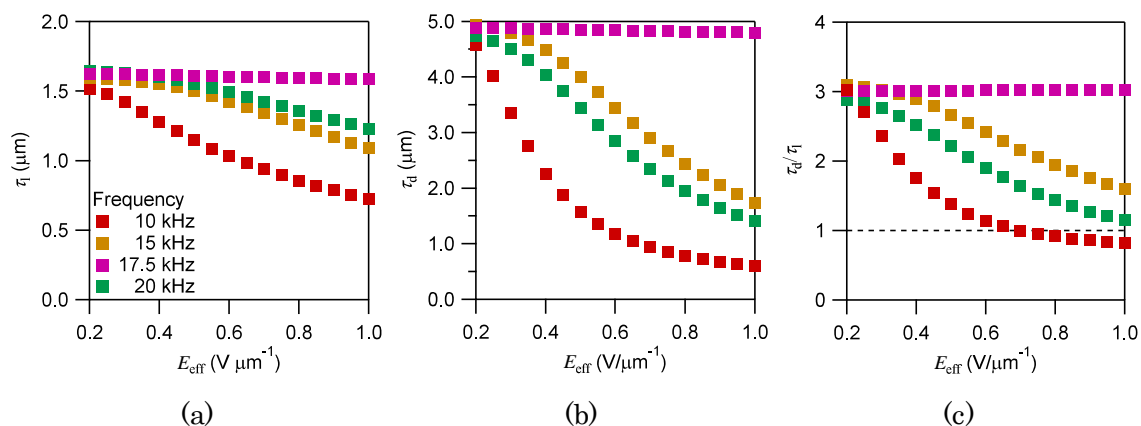 2.0
1.5
1.0
0.5
0.0
τl (μm)
Frequency
10 kHz
15 kHz
17.5 kHz
20 kHz
0.2 0.4 0.6 0.8 1.0
Eeff (V μm⁻¹)
(a)
5.0
4.0
3.0
2.0
1.0
0.0
τd (μm)
0.2 0.4 0.6 0.8 1.0
Eeff (V/μm⁻¹)
(b)
4
3
2
1
0
τd/τl
0.2 0.4 0.6 0.8 1.0
Eeff (V/μm⁻¹)
(c)